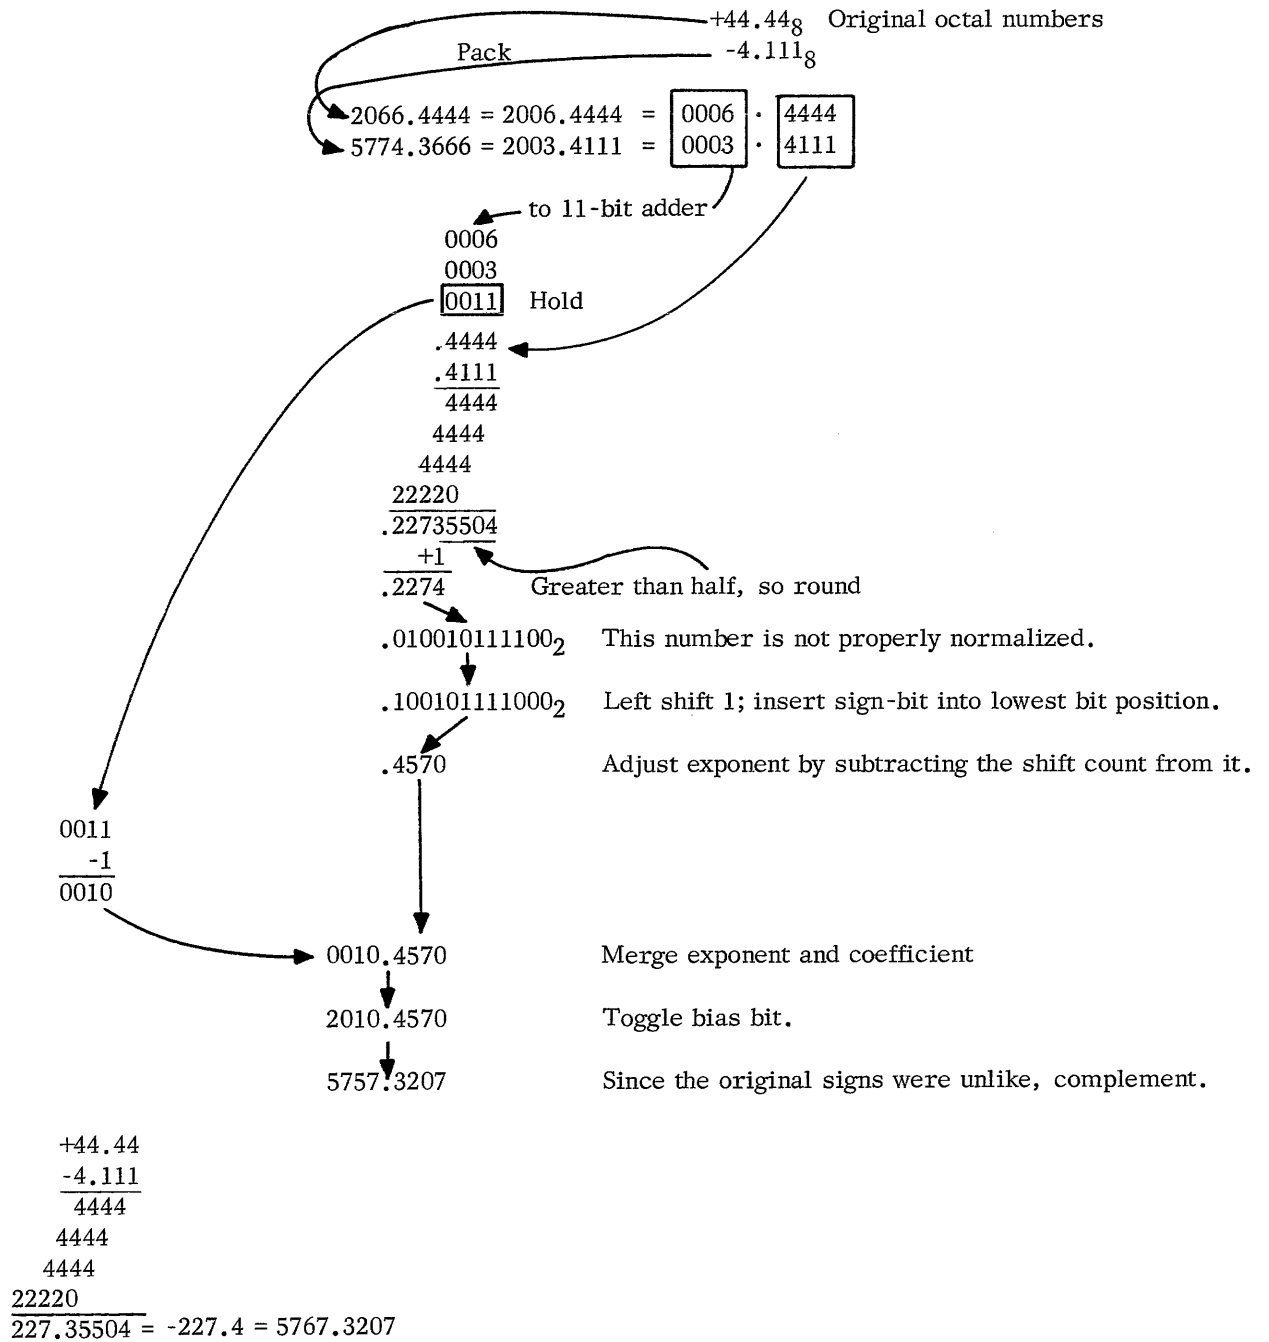 +44.44₈ Original octal numbers
Pack -4.111₈
2066.4444 = 2006.4444 = 0006 · 4444
5774.3666 = 2003.4111 = 0003 · 4111
to 11-bit adder
0006
0003
0011 Hold
.4444
.4111
4444
4444
4444
22220
.22735504
+1
.2274 Greater than half, so round
.010010111100₂ This number is not properly normalized.
.100101111000₂ Left shift 1; insert sign-bit into lowest bit position.
.4570 Adjust exponent by subtracting the shift count from it.
0011
-1
0010
0010.4570 Merge exponent and coefficient
2010.4570 Toggle bias bit.
5757.3207 Since the original signs were unlike, complement.
+44.44
-4.111
4444
4444
4444
22220
227.35504 = -227.4 = 5767.3207